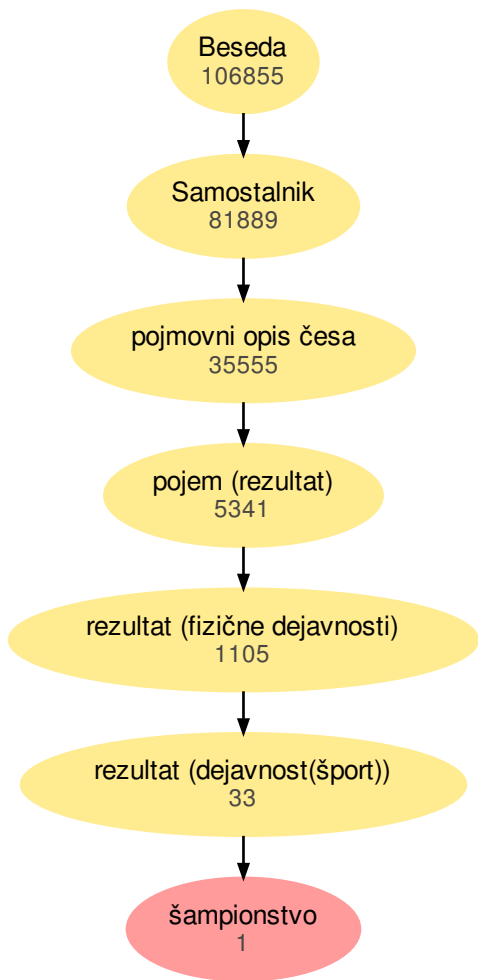 Beseda
106855
Samostalnik
81889
pojmovni opis česa
35555
pojem (rezultat)
5341
rezultat (fizične dejavnosti)
1105
rezultat (dejavnost(šport))
33
šampionstvo
1